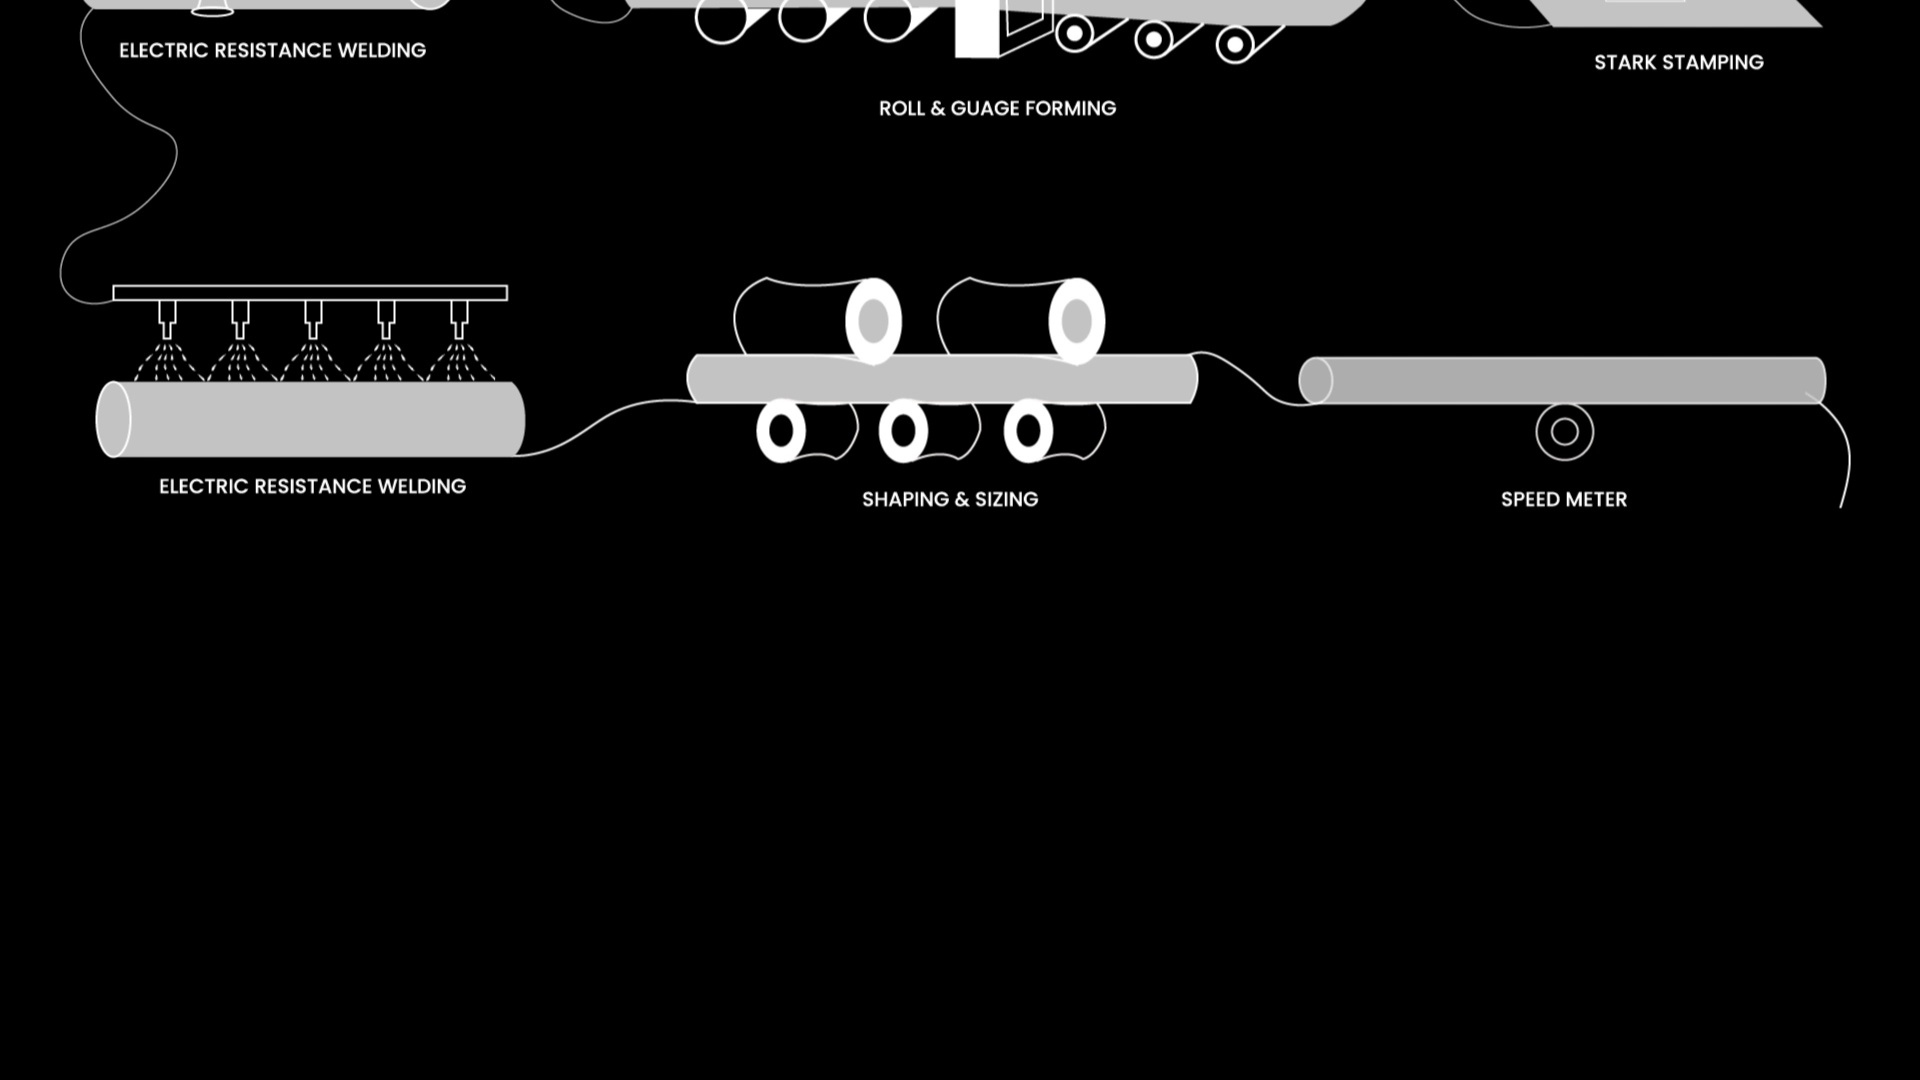 ELECTRIC RESISTANCE WELDING
STARK STAMPING
ROLL & GUAGE FORMING
ELECTRIC RESISTANCE WELDING
SHAPING & SIZING
SPEED METER